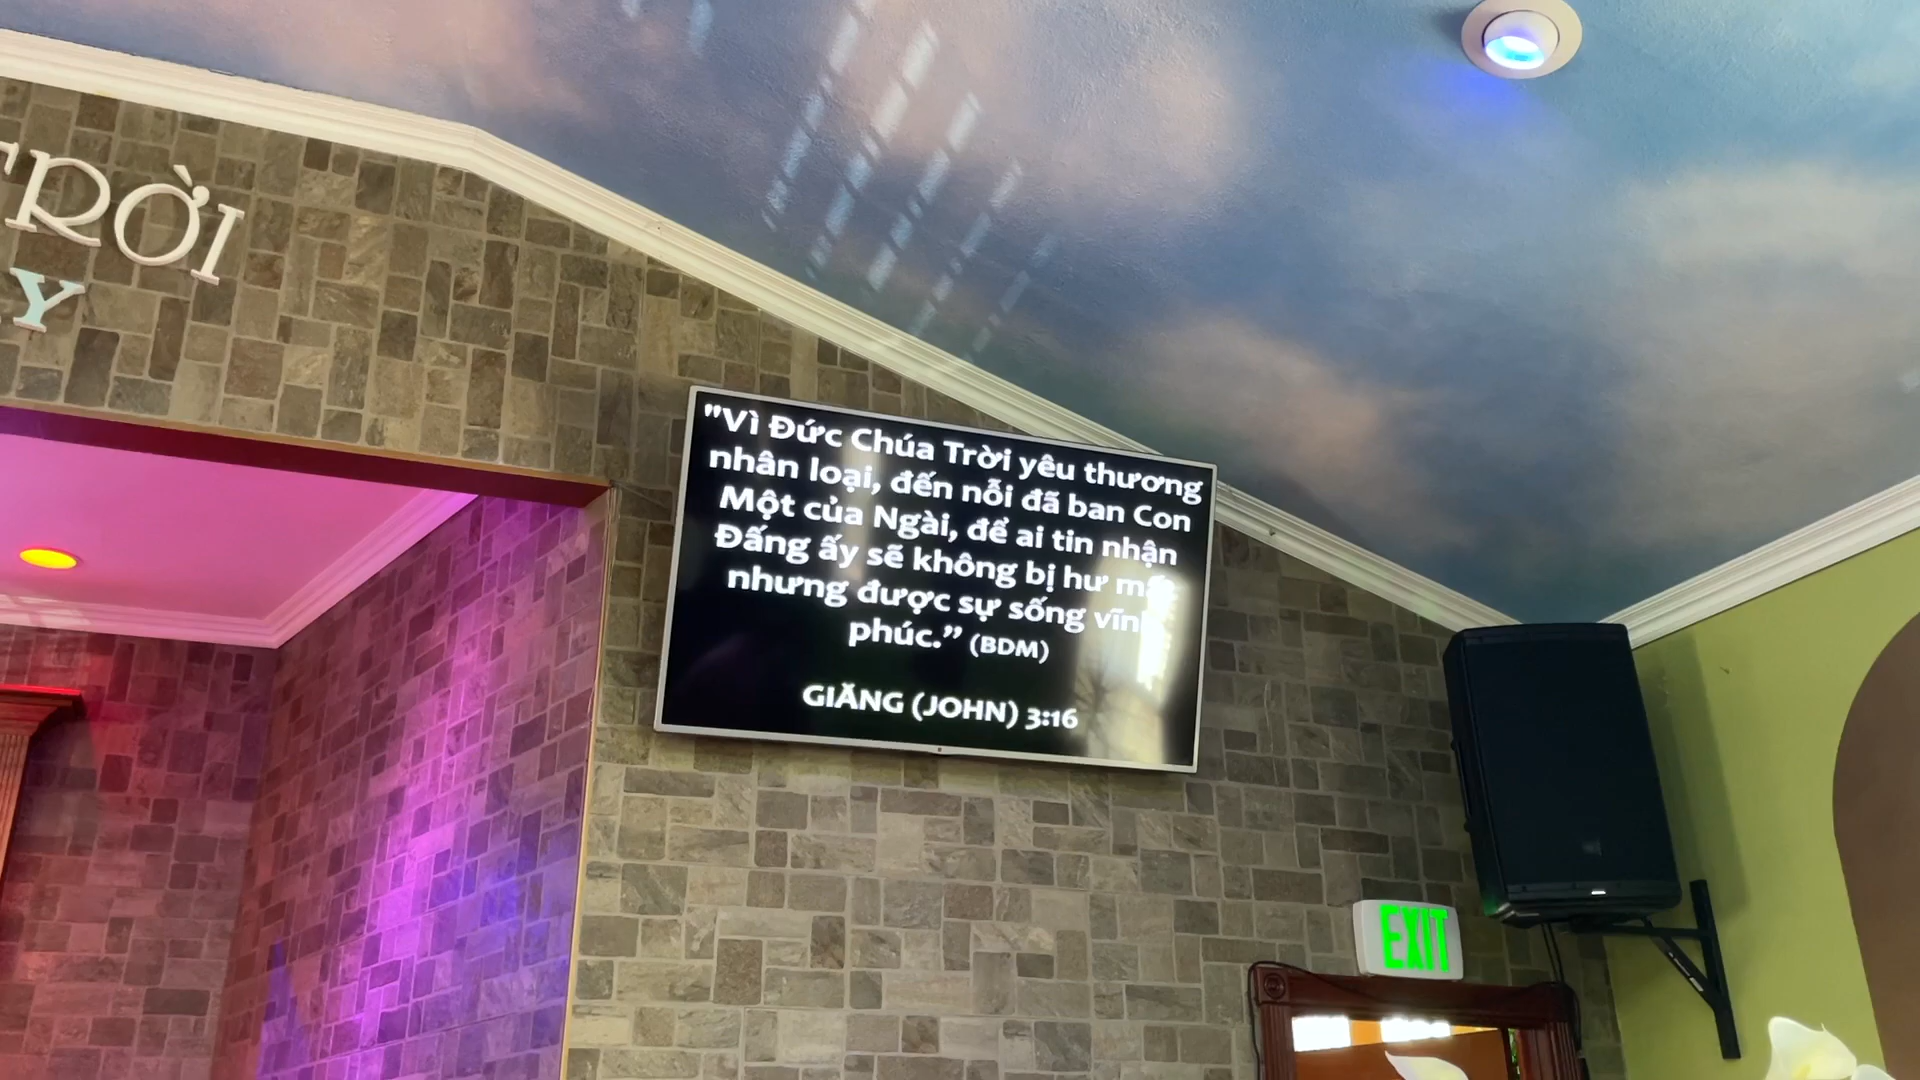 TRỜI
Y
"Vì Đức Chúa Trời yêu thương
nhân loại, đến nỗi đã ban Con
Một của Ngài, để ai tin nhận
Đấng ấy sẽ không bị hư
nhưng được sự sống
phúc.” (BDM)
GIĂNG (JOHN) 3:16
EXIT